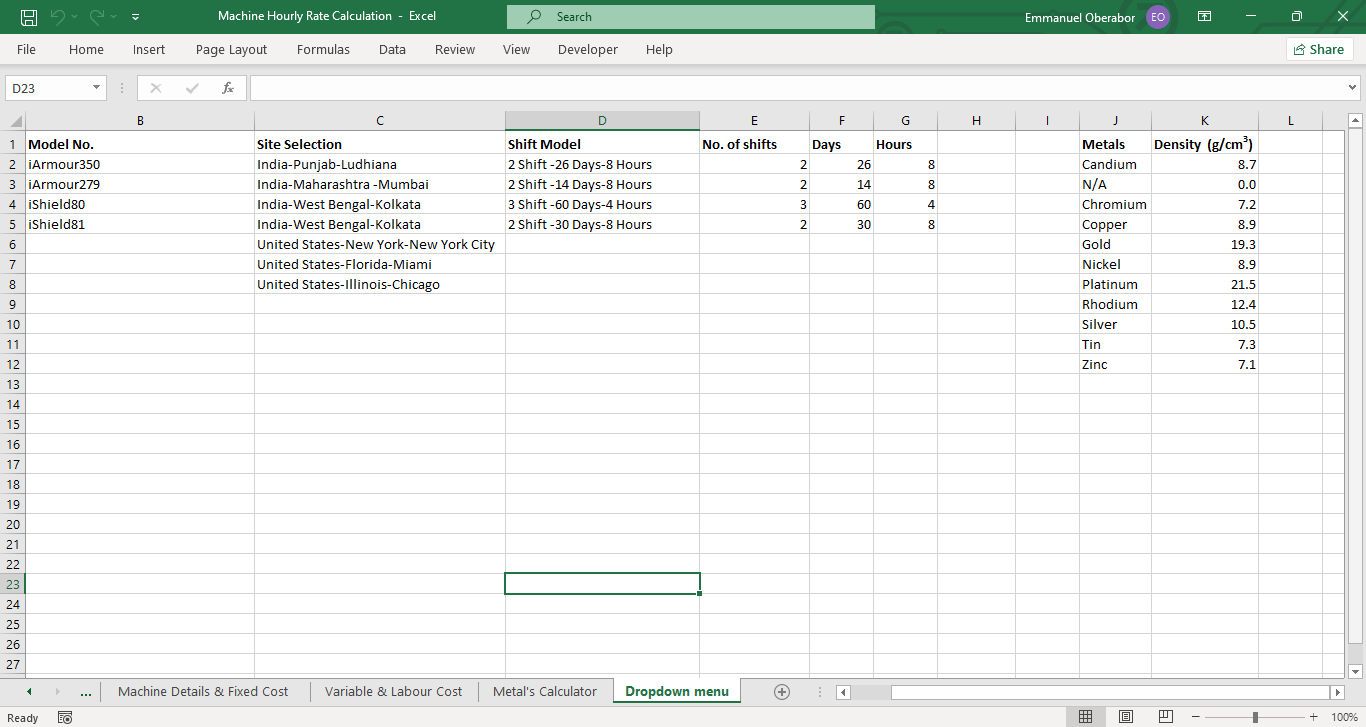 Machine Hourly Rate Calculation - Excel Search Emmanuel Oberabor EO
File Home Insert Page Layout Formulas Data Review View Developer Help Share
D23 fx
B C D E F G H I J K L
1 Model No. Site Selection Shift Model No. of shifts Days Hours Metals Density (g/cm³)
2 iArmour350 India-Punjab-Ludhiana 2 Shift -26 Days-8 Hours 2 26 8 Candium 8.7
3 iArmour279 India-Maharashtra -Mumbai 2 Shift -14 Days-8 Hours 2 14 8 N/A 0.0
4 iShield80 India-West Bengal-Kolkata 3 Shift -60 Days-4 Hours 3 60 4 Chromium 7.2
5 iShield81 India-West Bengal-Kolkata 2 Shift -30 Days-8 Hours 2 30 8 Copper 8.9
6 United States-New York-New York City Gold 19.3
7 United States-Florida-Miami Nickel 8.9
8 United States-Illinois-Chicago Platinum 21.5
9 Rhodium 12.4
10 Silver 10.5
11 Tin 7.3
12 Zinc 7.1
13
14
15
16
17
18
19
20
21
22
23
24
25
26
27
... Machine Details & Fixed Cost Variable & Labour Cost Metal's Calculator Dropdown menu
Ready 100%